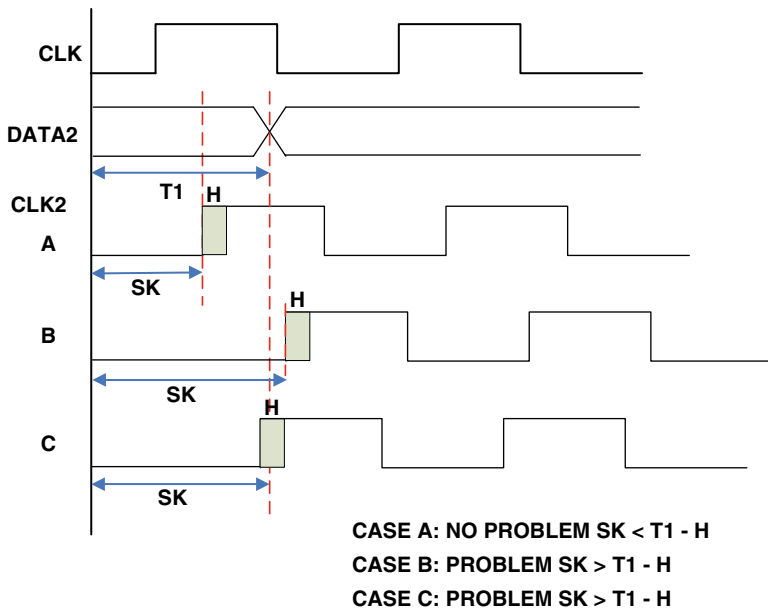 CLK
DATA2
T1
CLK2
H
A
SK
H
B
SK
H
C
SK
CASE A: NO PROBLEM SK < T1 - H
CASE B: PROBLEM SK > T1 - H
CASE C: PROBLEM SK > T1 - H